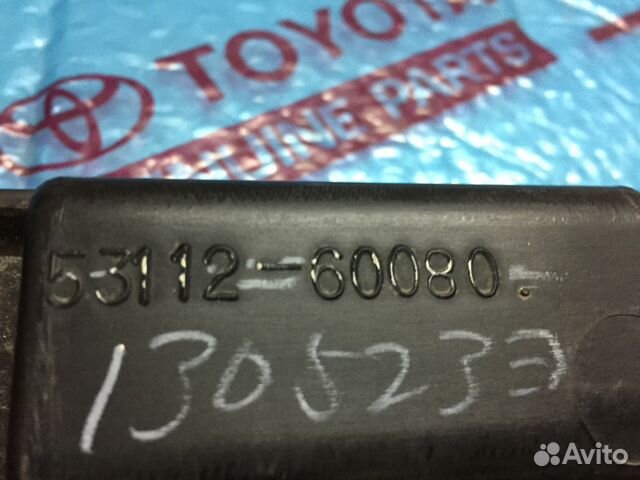 TOYOTA
GENUINE PARTS
53112-60080.
1305233
Avito